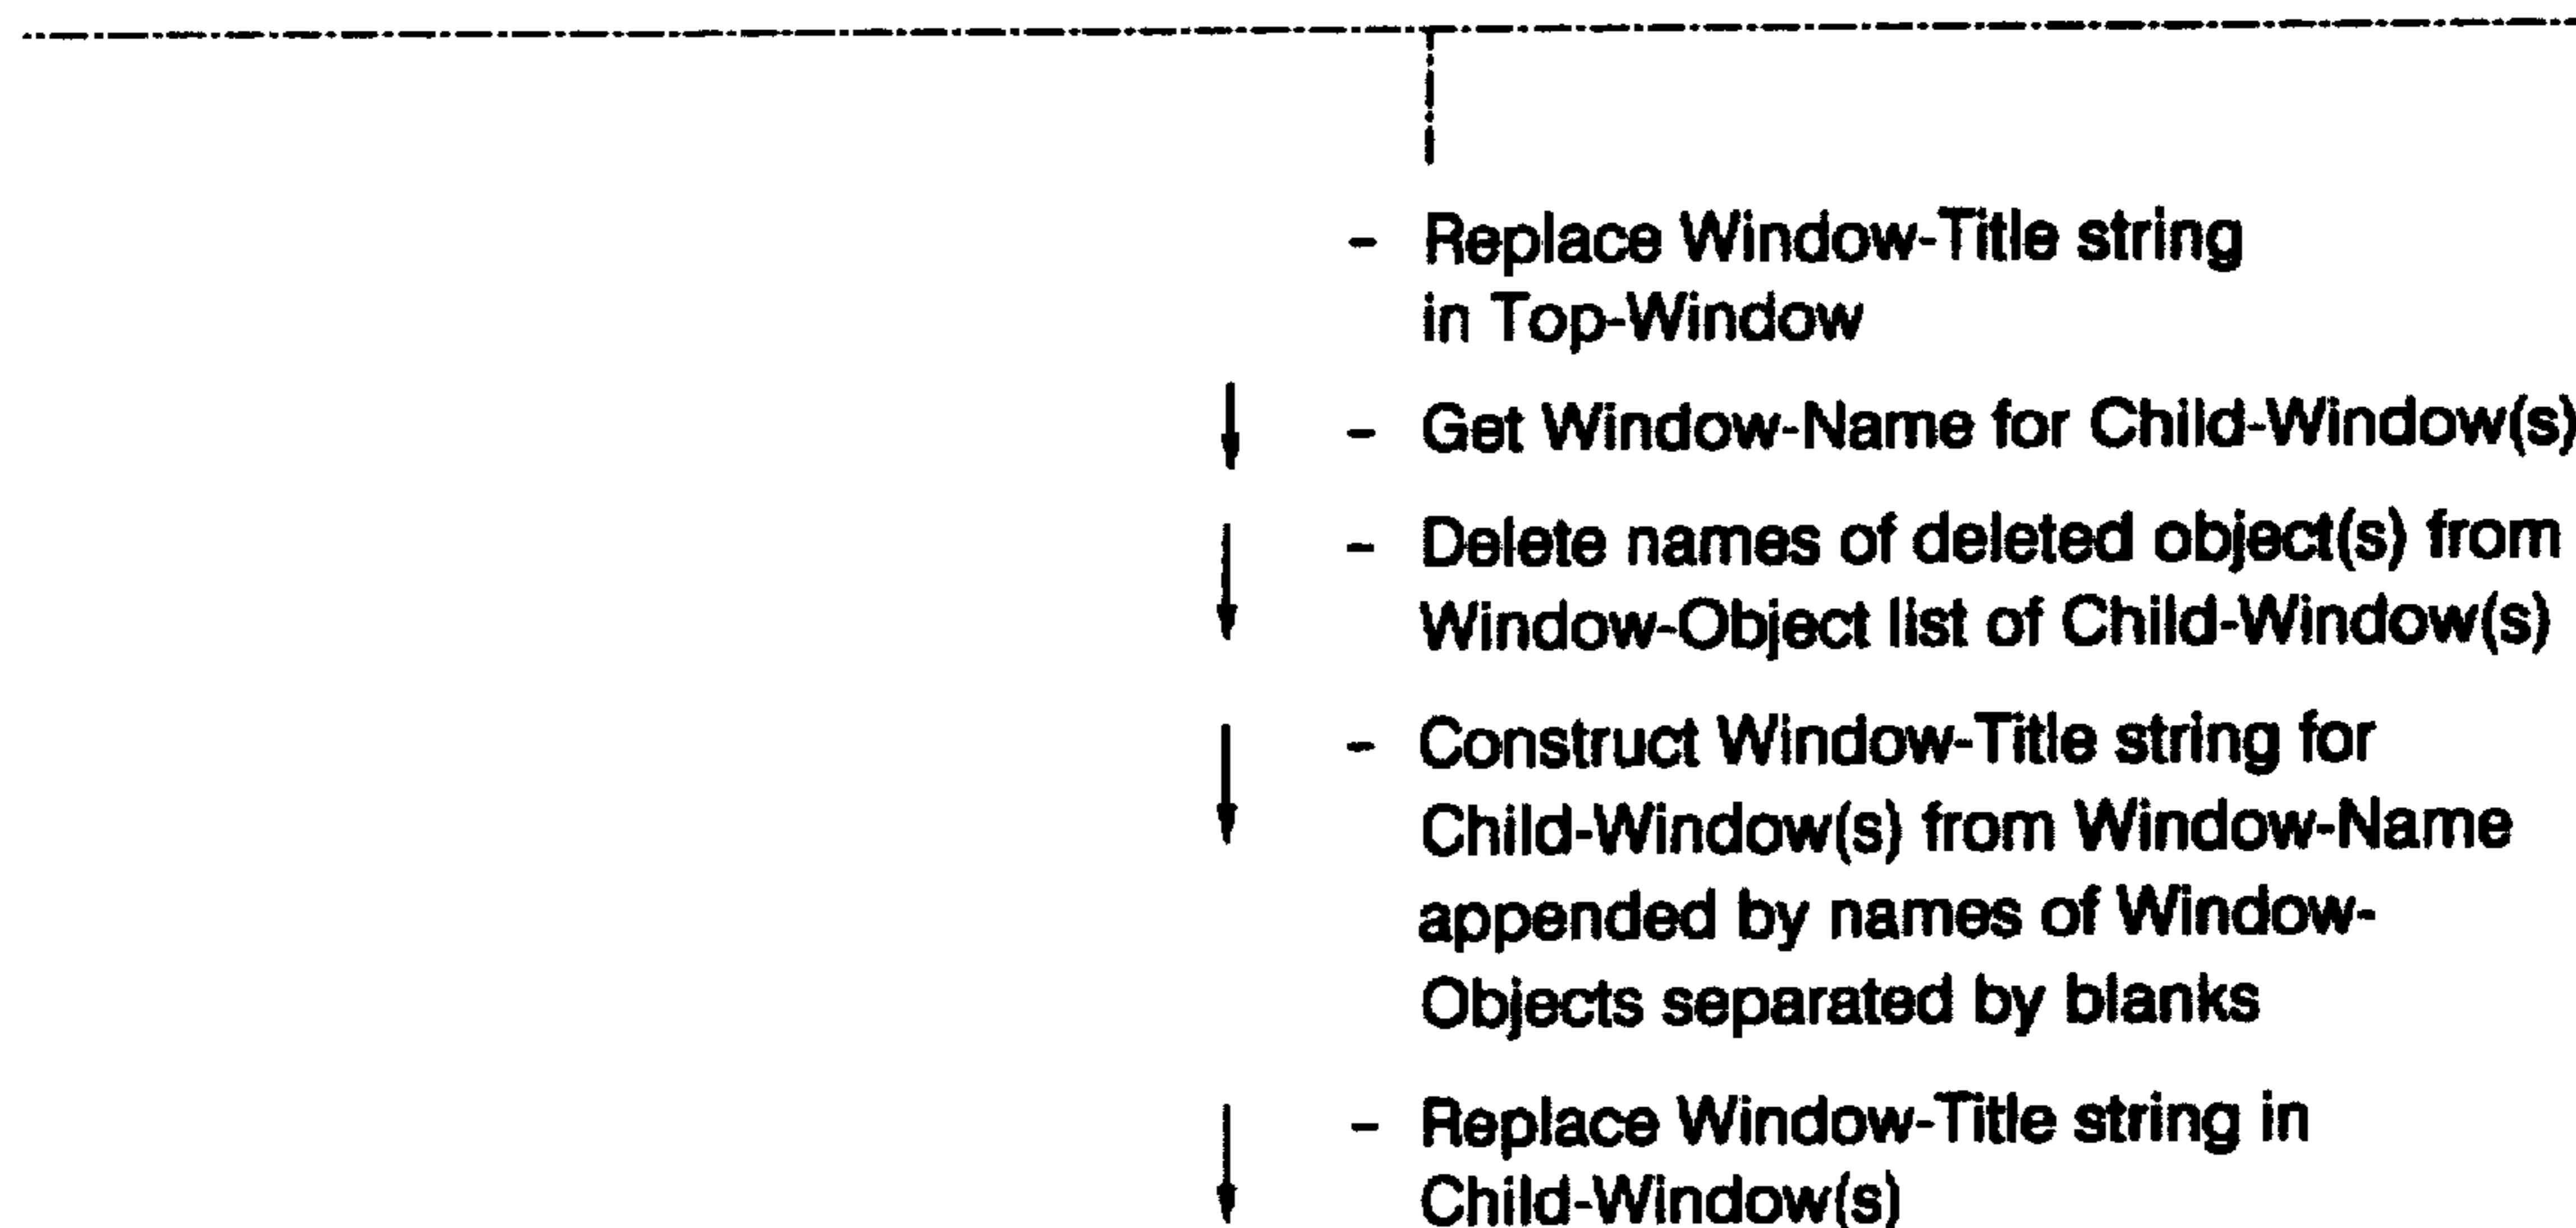 - Replace Window-Title string
in Top-Window
- Get Window-Name for Child-Window(s)
- Delete names of deleted object(s) from
Window-Object list of Child-Window(s)
- Construct Window-Title string for
Child-Window(s) from Window-Name
appended by names of Window-
Objects separated by blanks
- Replace Window-Title string in
Child-Window(s)